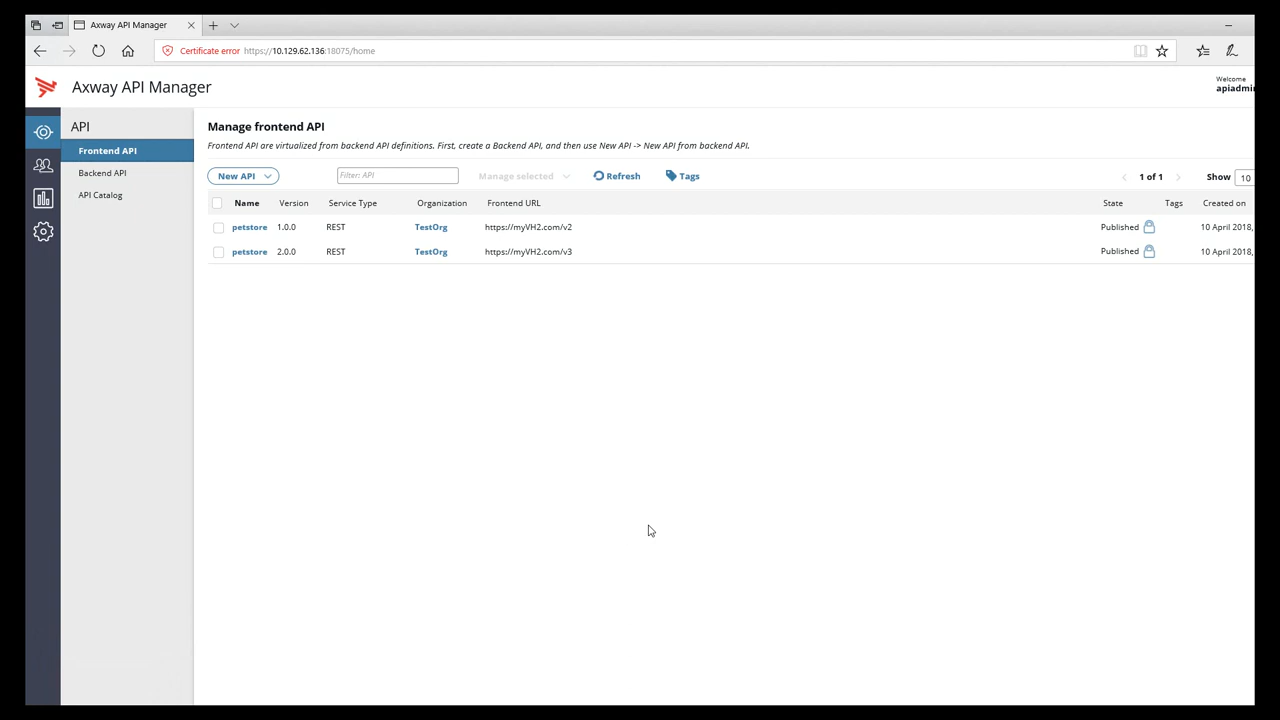 Axway API Manager
Certificate error https://10.129.62.136:18075/home
Axway API Manager
Welcome
apiadmin
API
Frontend API
Backend API
API Catalog
Manage frontend API
Frontend API are virtualized from backend API definitions. First, create a Backend API, and then use New API -> New API from backend API.
New API Filter: API Manage selected Refresh Tags 1 of 1 Show 10
Name Version Service Type Organization Frontend URL State Tags Created on
petstore 1.0.0 REST TestOrg https://myVH2.com/v2 Published 10 April 2018,
petstore 2.0.0 REST TestOrg https://myVH2.com/v3 Published 10 April 2018,